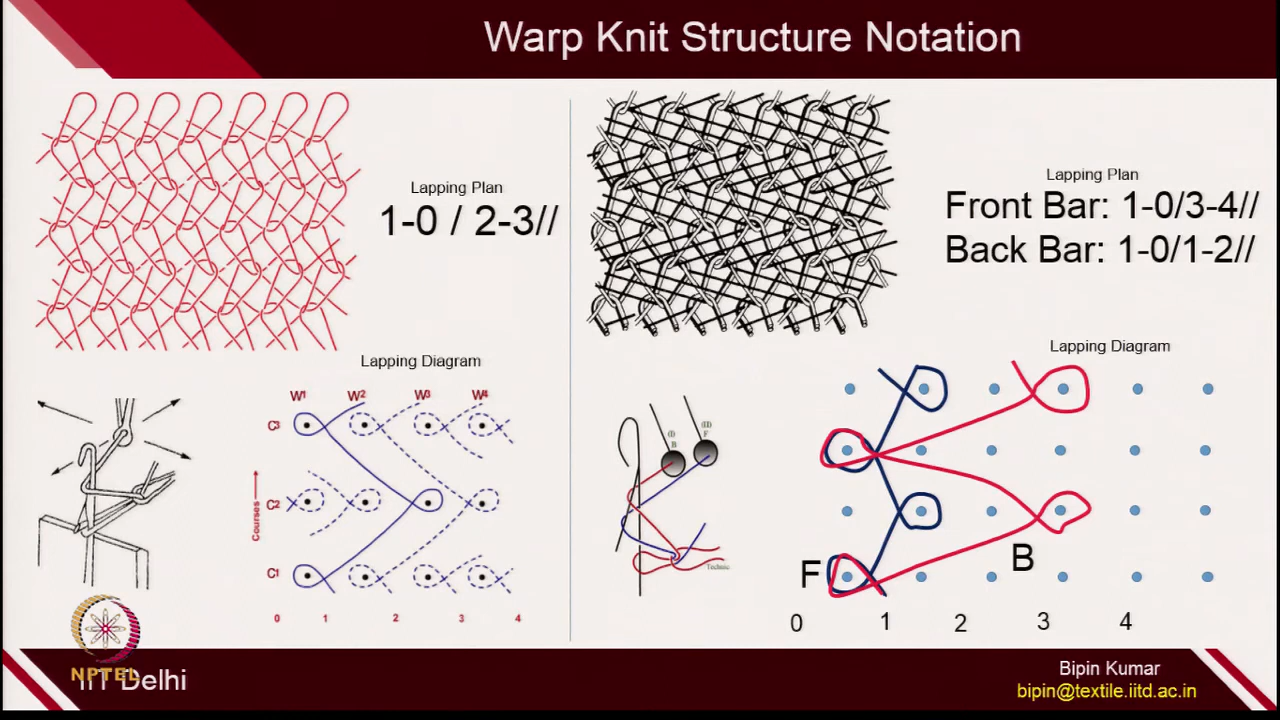 Warp Knit Structure Notation
Lapping Plan
1-0 / 2-3//
Lapping Diagram
W1 W2 W3 W4
C3
C2
C1
Courses
0 1 2 3 4
Lapping Plan
Front Bar: 1-0/3-4//
Back Bar: 1-0/1-2//
Lapping Diagram
(I)
B
(II)
F
Technic
F
B
0 1 2 3 4
NPTEL
IIT Delhi
Bipin Kumar
bipin@textile.iitd.ac.in